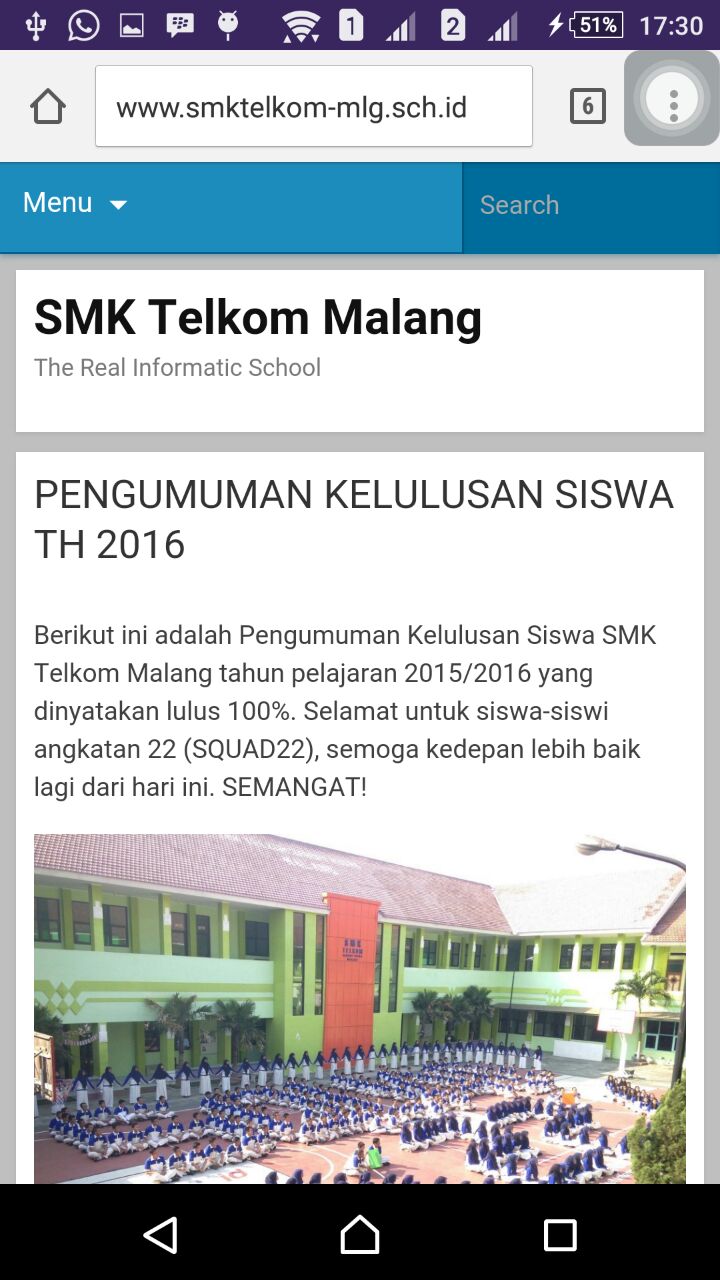 1
2
51%
17:30
www.smktelkom-mlg.sch.id
6
Menu
Search
SMK Telkom Malang
The Real Informatic School
PENGUMUMAN KELULUSAN SISWA
TH 2016
Berikut ini adalah Pengumuman Kelulusan Siswa SMK
Telkom Malang tahun pelajaran 2015/2016 yang
dinyatakan lulus 100%. Selamat untuk siswa-siswi
angkatan 22 (SQUAD22), semoga kedepan lebih baik
lagi dari hari ini. SEMANGAT!
SMK
TELKOM